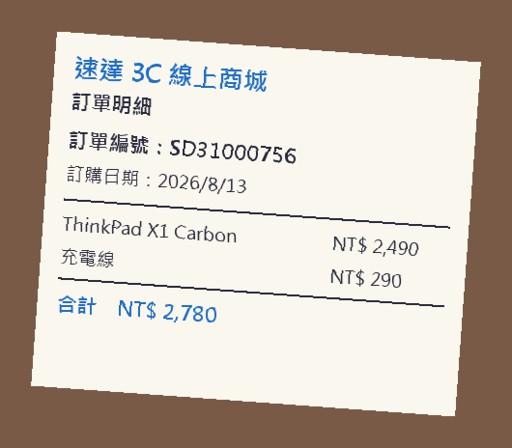 速達 3C 線上商城
訂單明細
訂單編號：SD31000756
訂購日期：2026/8/13
ThinkPad X1 Carbon NT$ 2,490
充電線 NT$ 290
合計 NT$ 2,780